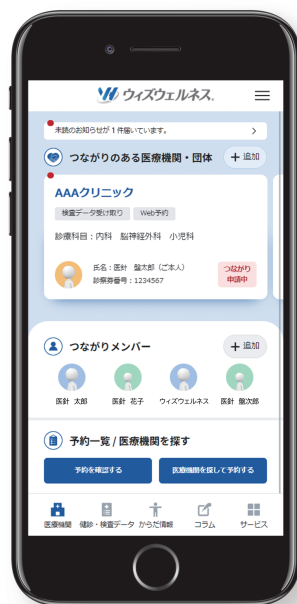 ウィズウェルネス.
未読のお知らせが1件届いています。
つながりのある医療機関・団体 + 追加
AAAクリニック
検査データ受け取り Web予約
診療科目：内科 脳神経外科 小児科
氏名：医針 盤太郎（ご本人）
診察券番号：1234567
つながり
申請中
つながりメンバー + 追加
医針 太郎 医針 花子 ウィズウェルネス 医針 盤次郎
予約一覧 / 医療機関を探す
予約を確認する 医療機関を探して予約する
医療機関 健診・検査データ からだ情報 コラム サービス